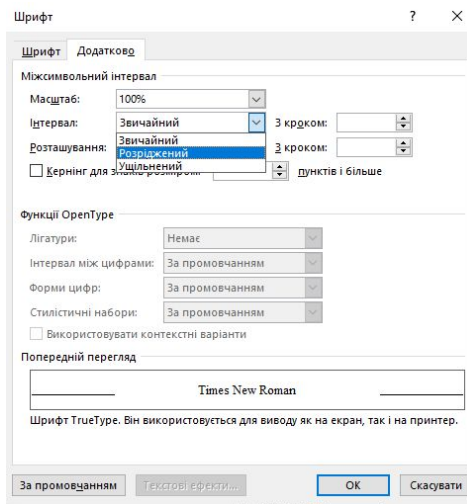 Шрифт ? ×
Шрифт Додатково
Міжсимвольний інтервал
Масштаб: 100%
Інтервал: Звичайний З кроком:
Звичайний
Розташування: Розріджений З кроком:
Ущільнений
Кернінг для знаків розміром: пунктів і більше
Функції OpenType
Лігатури: Немає
Інтервал між цифрами: За промовчанням
Форми цифр: За промовчанням
Стилістичні набори: За промовчанням
Використовувати контекстні варіанти
Попередній перегляд
Times New Roman
Шрифт TrueType. Він використовується для виводу як на екран, так і на принтер.
За промовчанням Текстові ефекти... ОК Скасувати